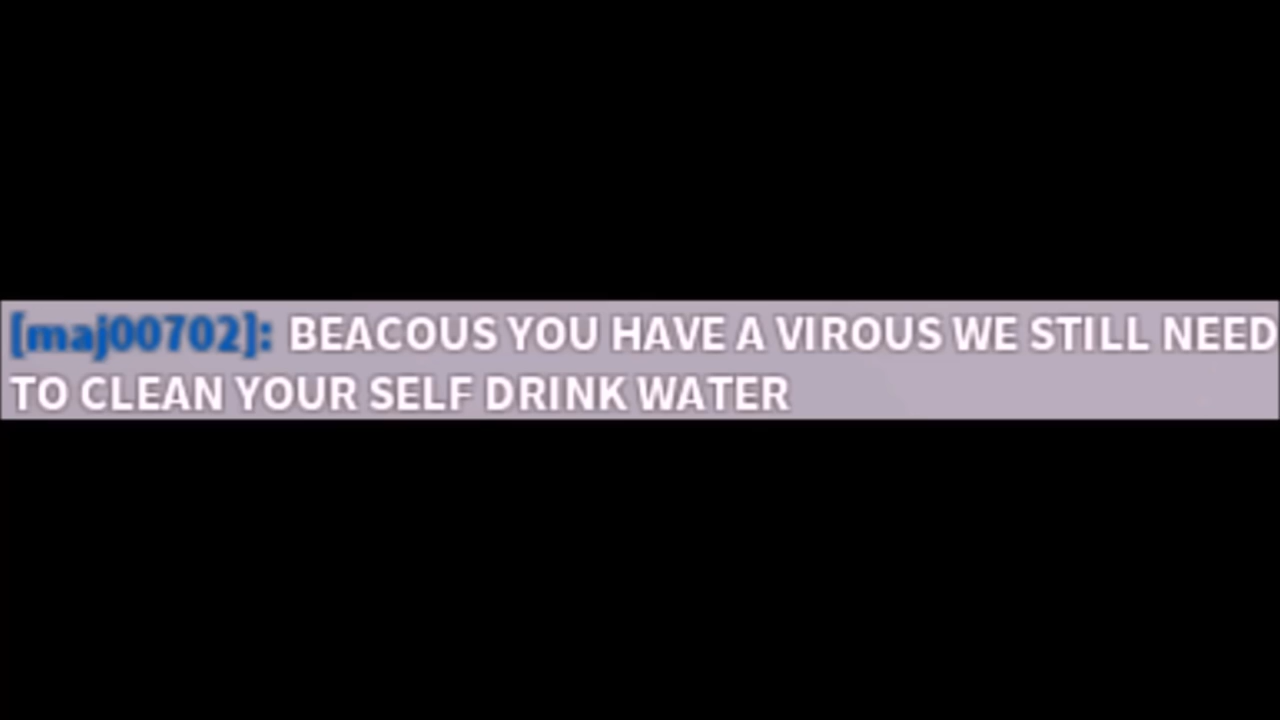 [maj00702]: BEACOUS YOU HAVE A VIROUS WE STILL NEED
TO CLEAN YOUR SELF DRINK WATER